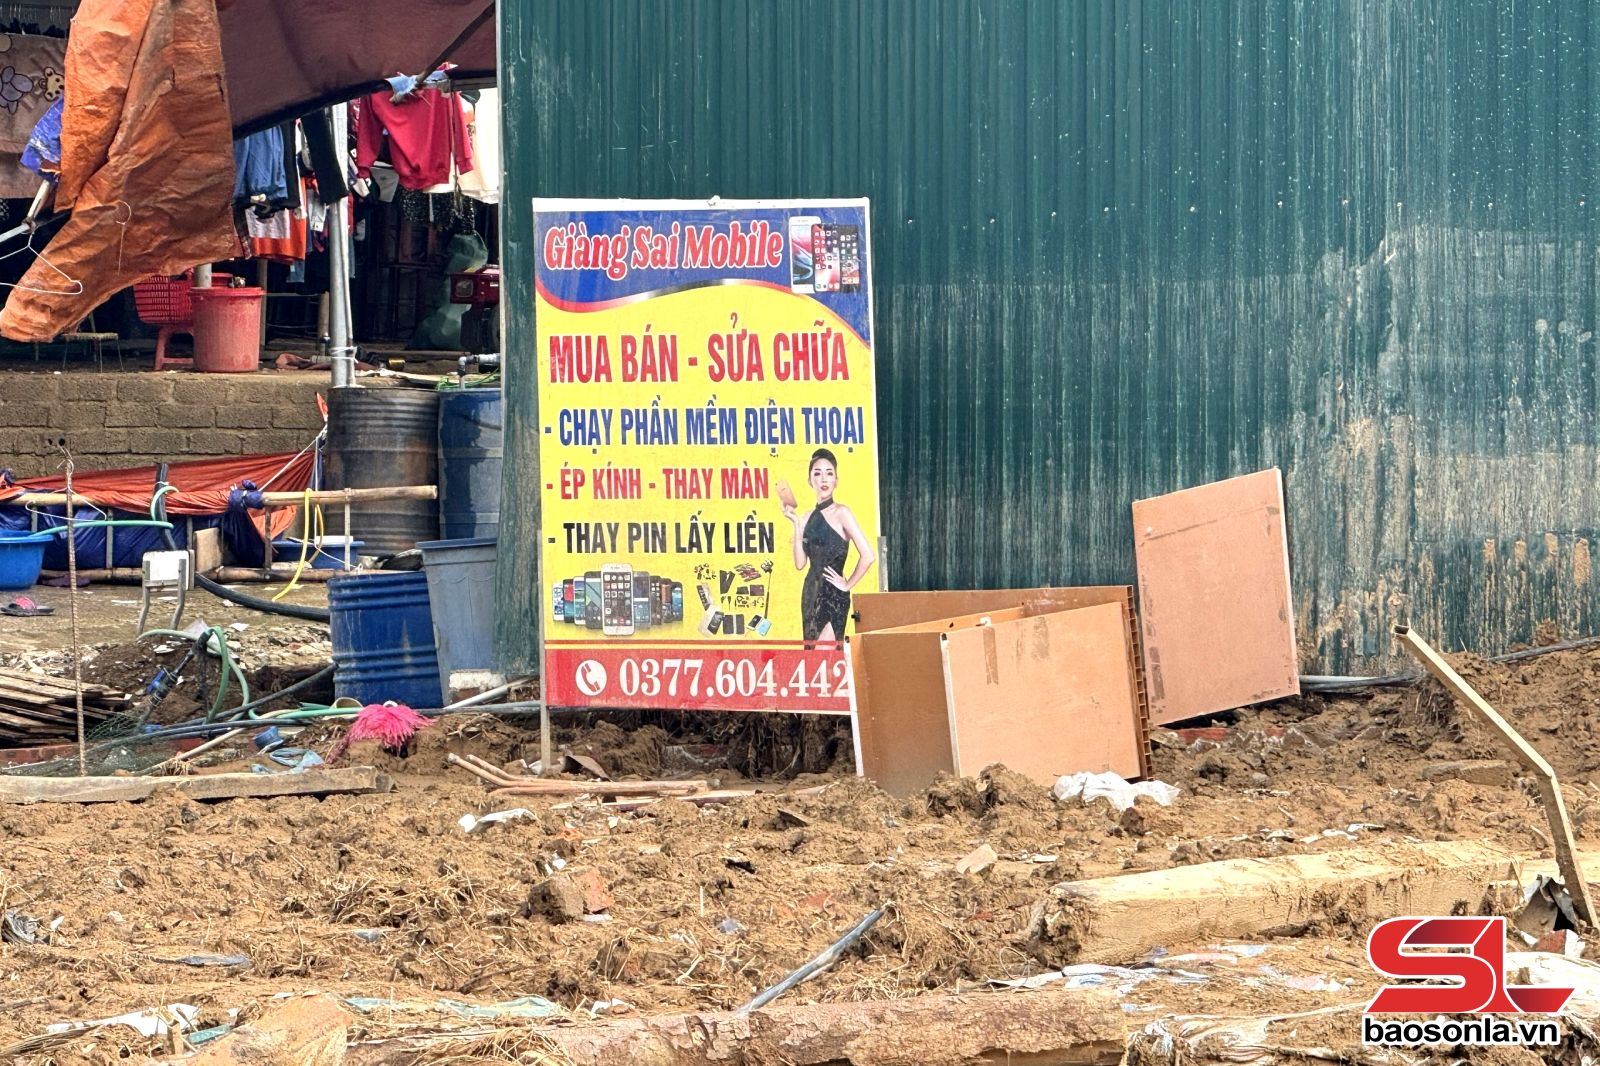 Giàng Sai Mobile
MUA BÁN - SỬA CHỮA
- CHẠY PHẦN MỀM ĐIỆN THOẠI
- ÉP KÍNH - THAY MÀN
- THAY PIN LẤY LIỀN
0377.604.442
SL
baosonla.vn